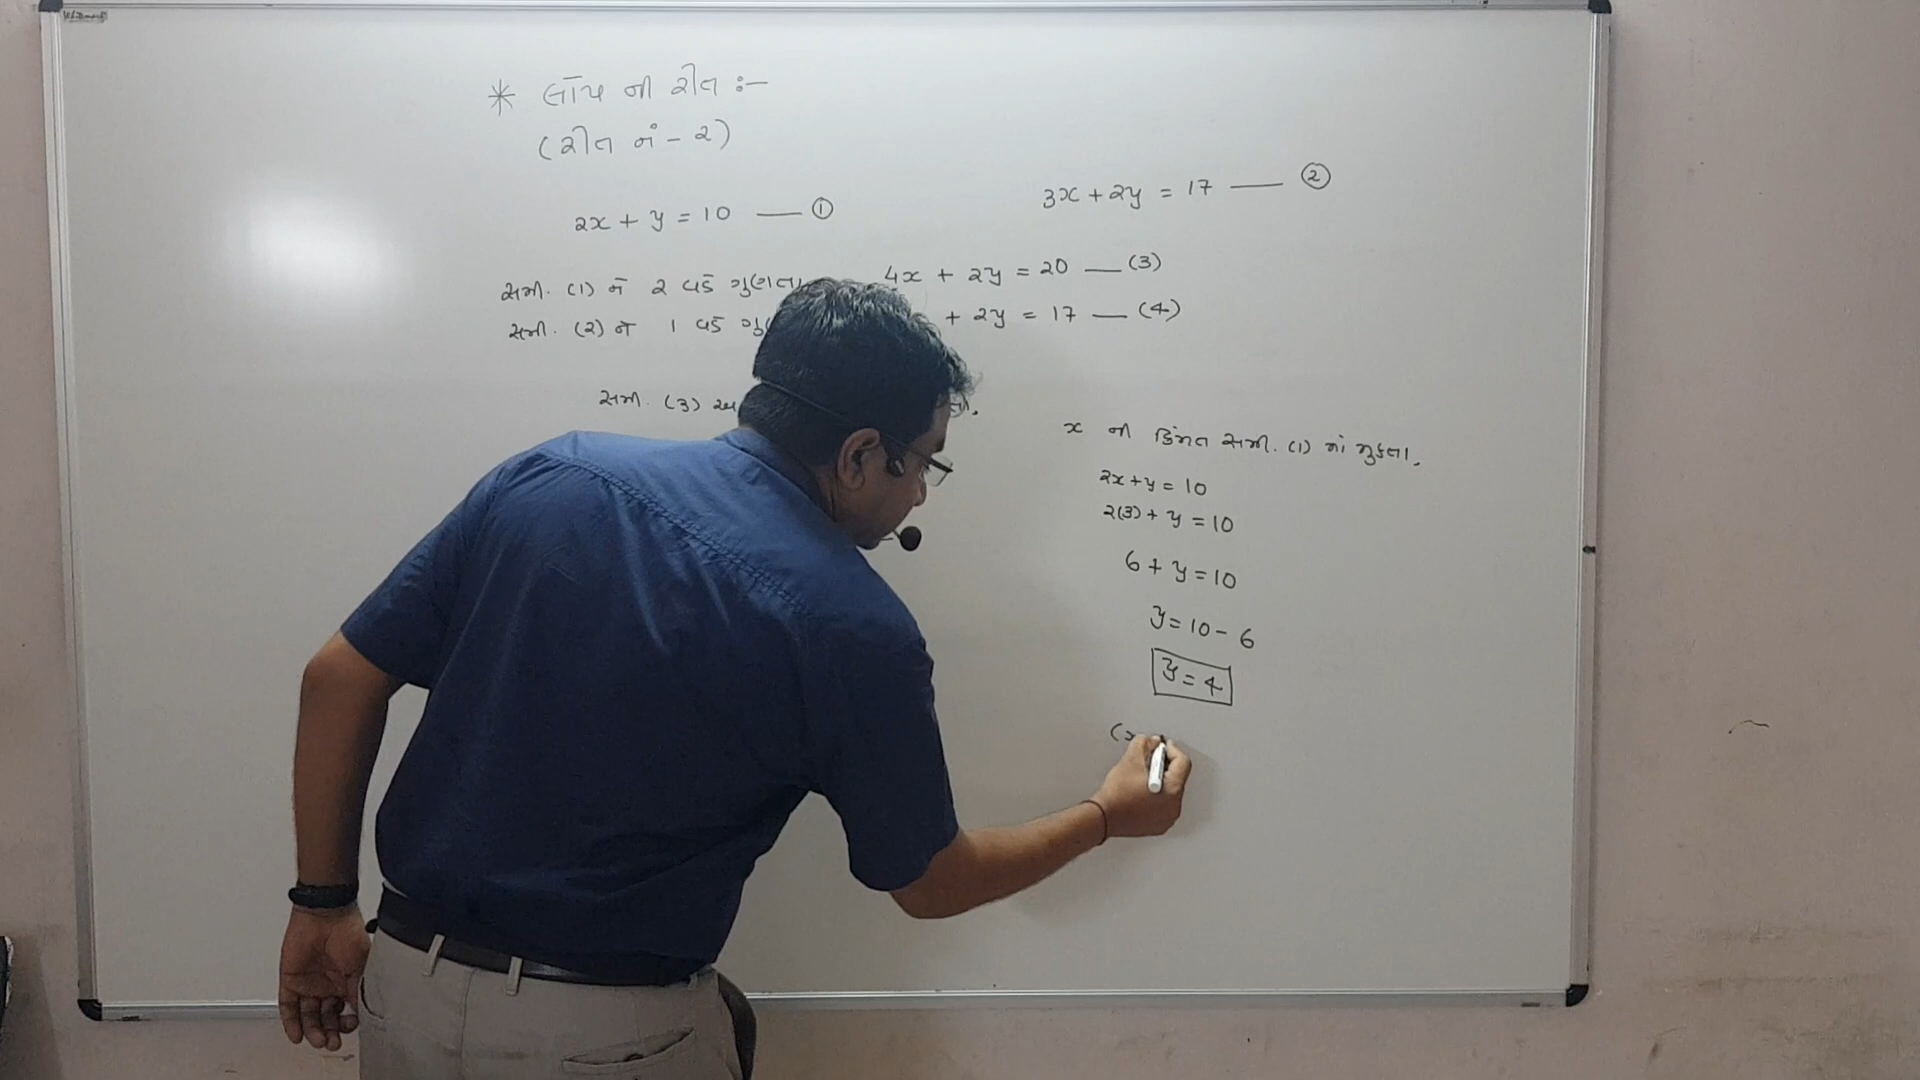 * લોપ ની રીત :-
(રીત નં - ૨)
2x + y = 10 — ①
3x + 2y = 17 — ②
સમી. (1) ને 2 વડે ગુણતા 4x + 2y = 20 — (3)
સમી. (2) ને 1 વડે + 2y = 17 — (4)
સમી. (3)
x ની કિંમત સમી. (1) માં મુકતા.
2x + y = 10
2(3) + y = 10
6 + y = 10
y = 10 - 6
y = 4
(x